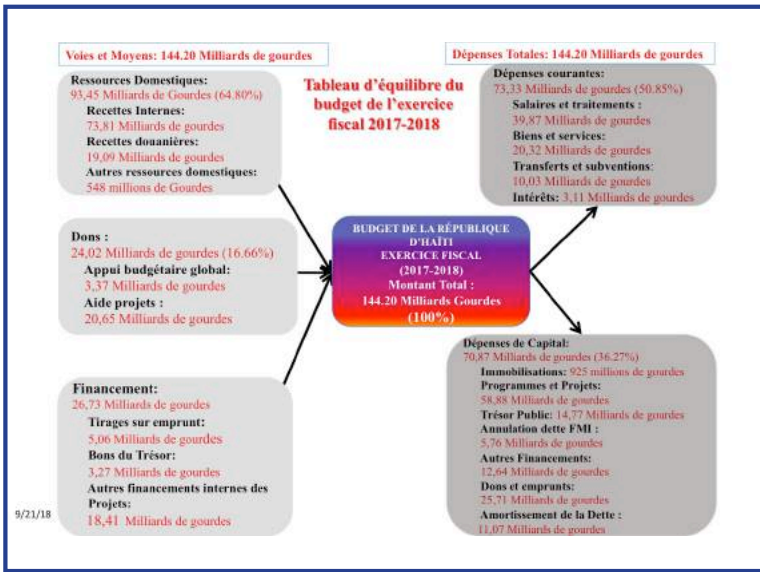 Voies et Moyens: 144.20 Milliards de gourdes
Ressources Domestiques:
93,45 Milliards de Gourdes (64.80%)
Recettes Internes:
73,81 Milliards de gourdes
Recettes douanières:
19,09 Milliards de gourdes
Autres ressources domestiques:
548 millions de Gourdes
Dons :
24,02 Milliards de gourdes (16.66%)
Appui budgétaire global:
3,37 Milliards de gourdes
Aide projets :
20,65 Milliards de gourdes
Financement:
26,73 Milliards de gourdes
Tirages sur emprunt:
5,06 Milliards de gourdes
Bons du Trésor:
3,27 Milliards de gourdes
Autres financements internes des
Projets:
18,41 Milliards de gourdes
9/21/18
Tableau d'équilibre du
budget de l'exercice
fiscal 2017-2018
BUDGET DE LA RÉPUBLIQUE
D'HAÏTI
EXERCICE FISCAL
(2017-2018)
Montant Total :
144.20 Milliards Gourdes
(100%)
Dépenses Totales: 144.20 Milliards de gourdes
Dépenses courantes:
73,33 Milliards de gourdes (50.85%)
Salaires et traitements :
39,87 Milliards de gourdes
Biens et services:
20,32 Milliards de gourdes
Transferts et subventions:
10,03 Milliards de gourdes
Intérêts: 3,11 Milliards de gourdes
Dépenses de Capital:
70,87 Milliards de gourdes (36.27%)
Immobilisations: 925 millions de gourdes
Programmes et Projets:
58,88 Milliards de gourdes
Trésor Public: 14,77 Milliards de gourdes
Annulation dette FMI :
5,76 Milliards de gourdes
Autres Financements:
12,64 Milliards de gourdes
Dons et emprunts:
25,71 Milliards de gourdes
Amortissement de la Dette :
11,07 Milliards de gourdes